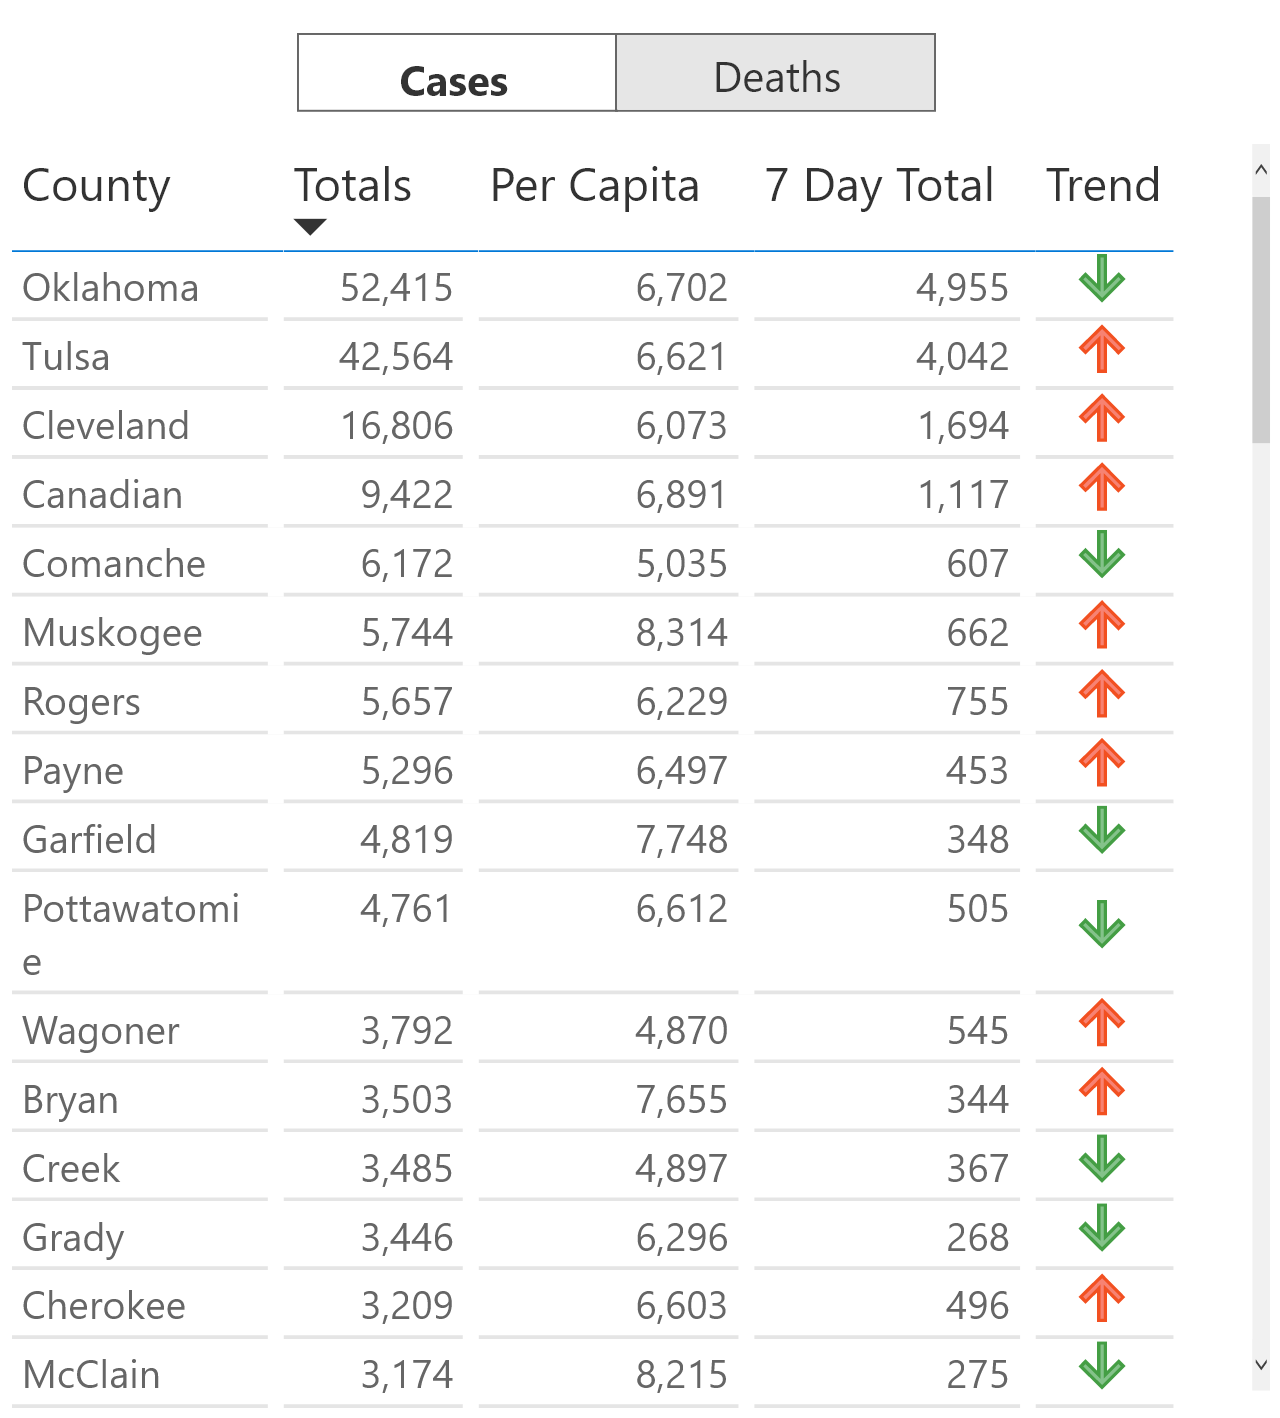 Cases Deaths
County Totals Per Capita 7 Day Total Trend
Oklahoma 52,415 6,702 4,955
Tulsa 42,564 6,621 4,042
Cleveland 16,806 6,073 1,694
Canadian 9,422 6,891 1,117
Comanche 6,172 5,035 607
Muskogee 5,744 8,314 662
Rogers 5,657 6,229 755
Payne 5,296 6,497 453
Garfield 4,819 7,748 348
Pottawatomi 4,761 6,612 505
e
Wagoner 3,792 4,870 545
Bryan 3,503 7,655 344
Creek 3,485 4,897 367
Grady 3,446 6,296 268
Cherokee 3,209 6,603 496
McClain 3,174 8,215 275